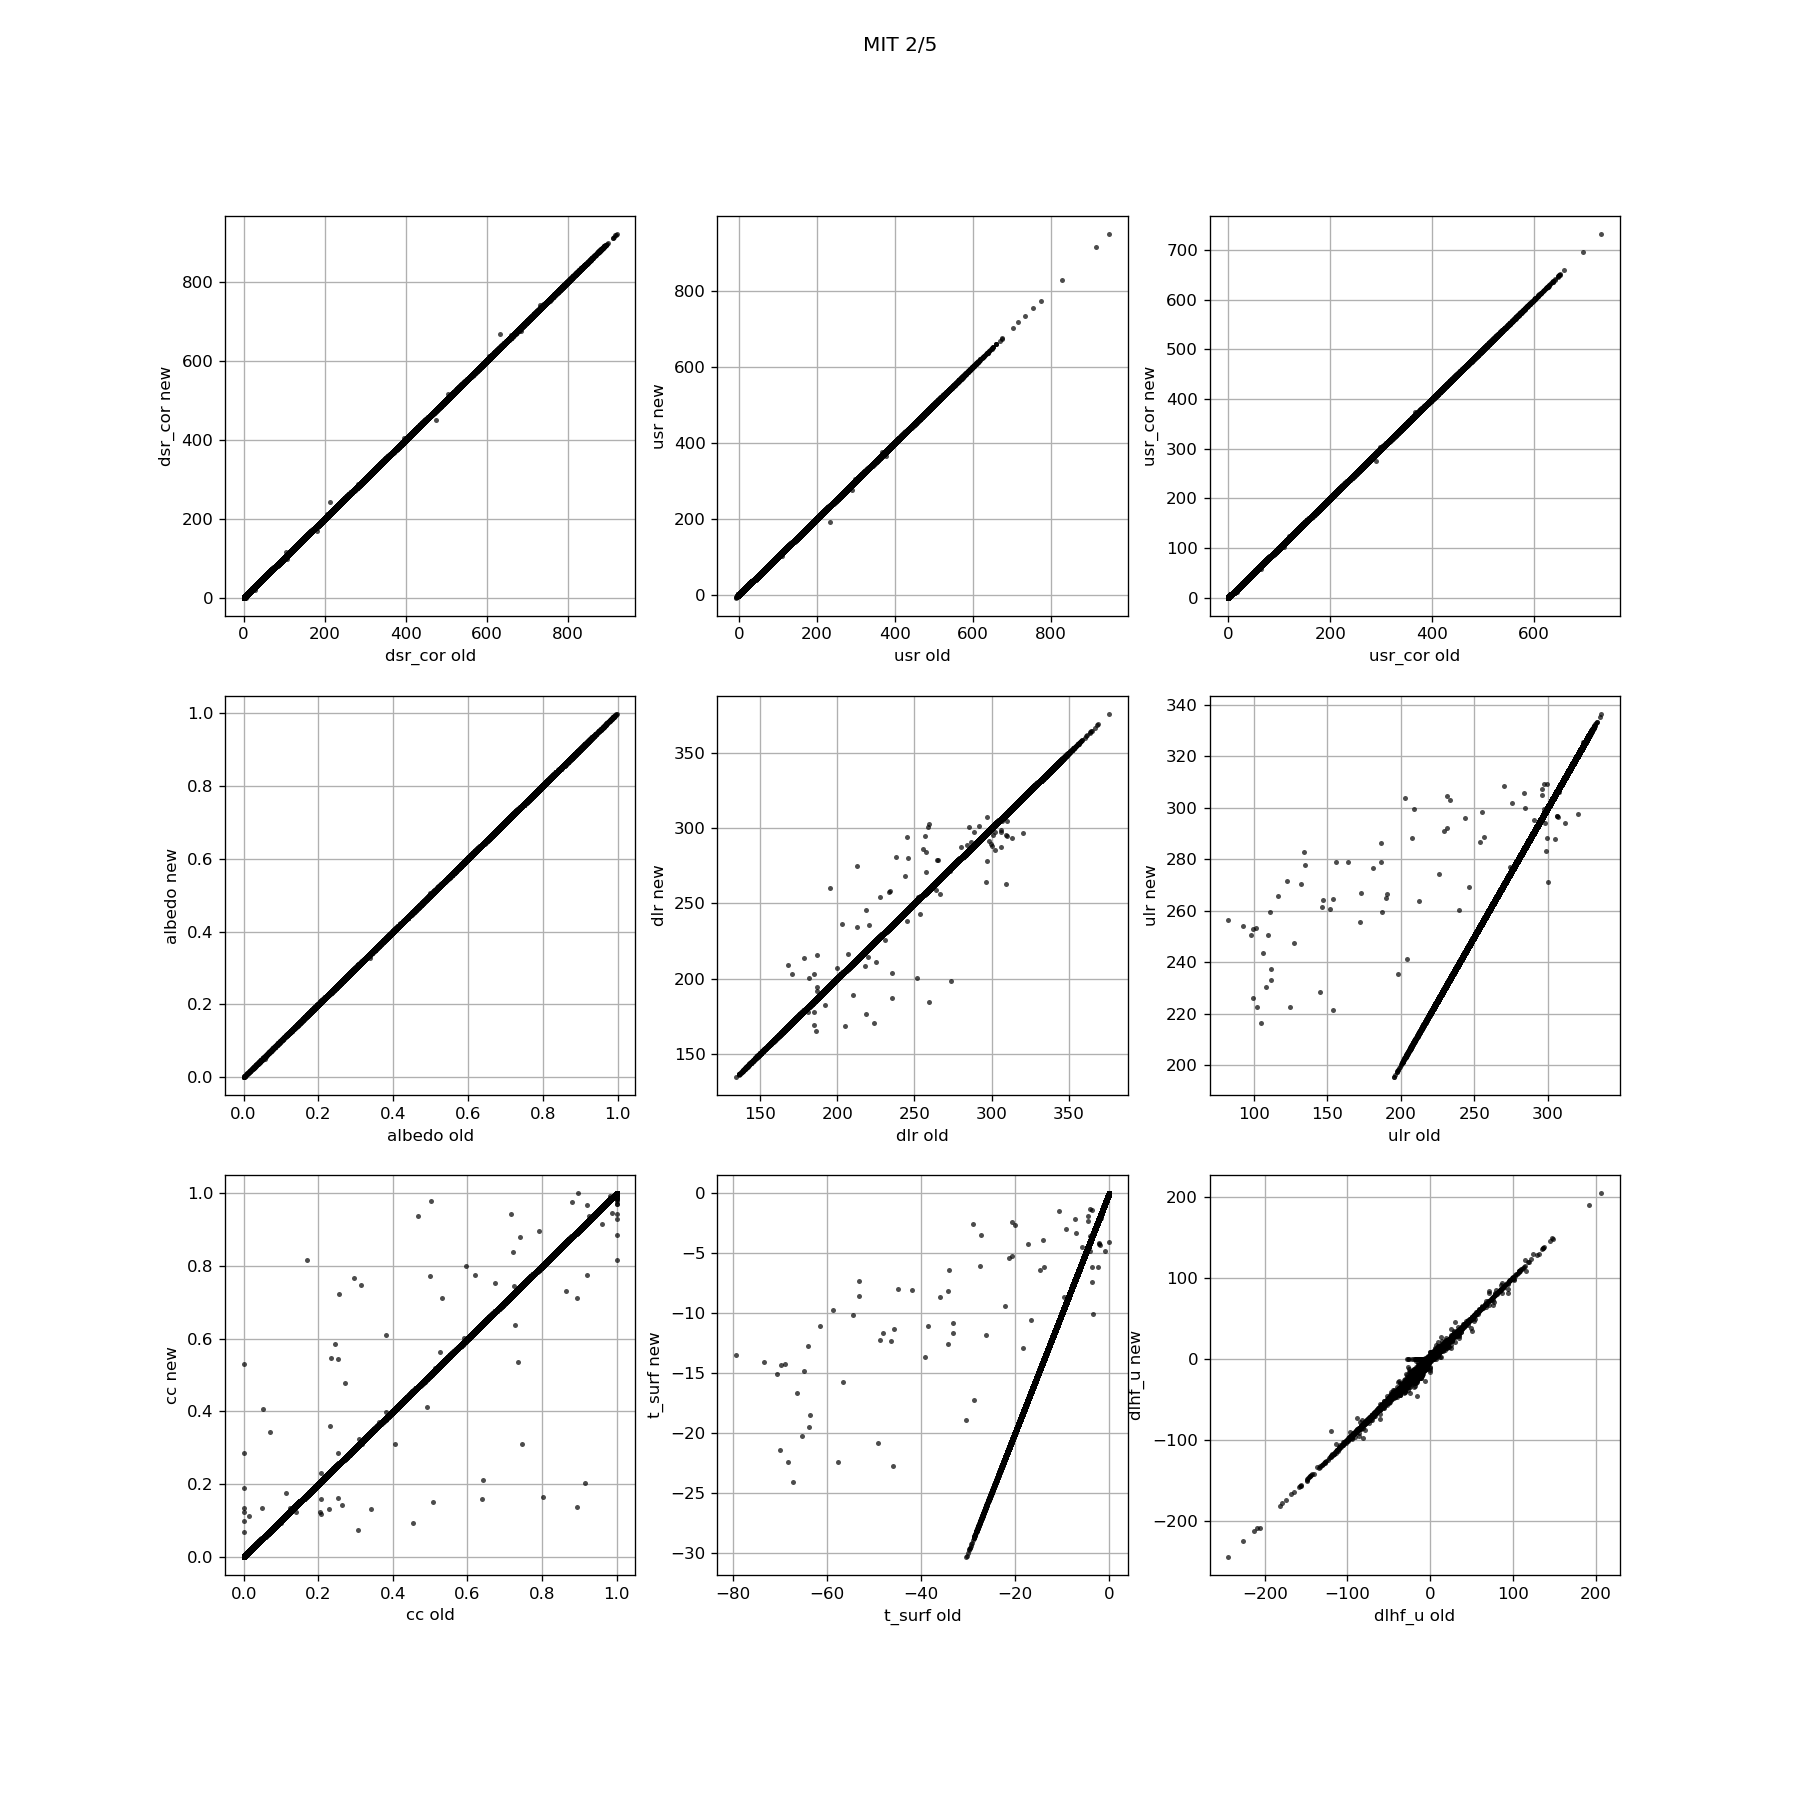 MIT 2/5
dsr_cor new
800
600
400
200
0
0 200 400 600 800
dsr_cor old
usr new
800
600
400
200
0
0 200 400 600 800
usr old
usr_cor new
700
600
500
400
300
200
100
0
0 200 400 600
usr_cor old
albedo new
1.0
0.8
0.6
0.4
0.2
0.0
0.0 0.2 0.4 0.6 0.8 1.0
albedo old
dlr new
350
300
250
200
150
150 200 250 300 350
dlr old
ulr new
340
320
300
280
260
240
220
200
100 150 200 250 300
ulr old
cc new
1.0
0.8
0.6
0.4
0.2
0.0
0.0 0.2 0.4 0.6 0.8 1.0
cc old
t_surf new
0
−5
−10
−15
−20
−25
−30
−80 −60 −40 −20 0
t_surf old
dlhf_u new
200
100
0
−100
−200
−200 −100 0 100 200
dlhf_u old